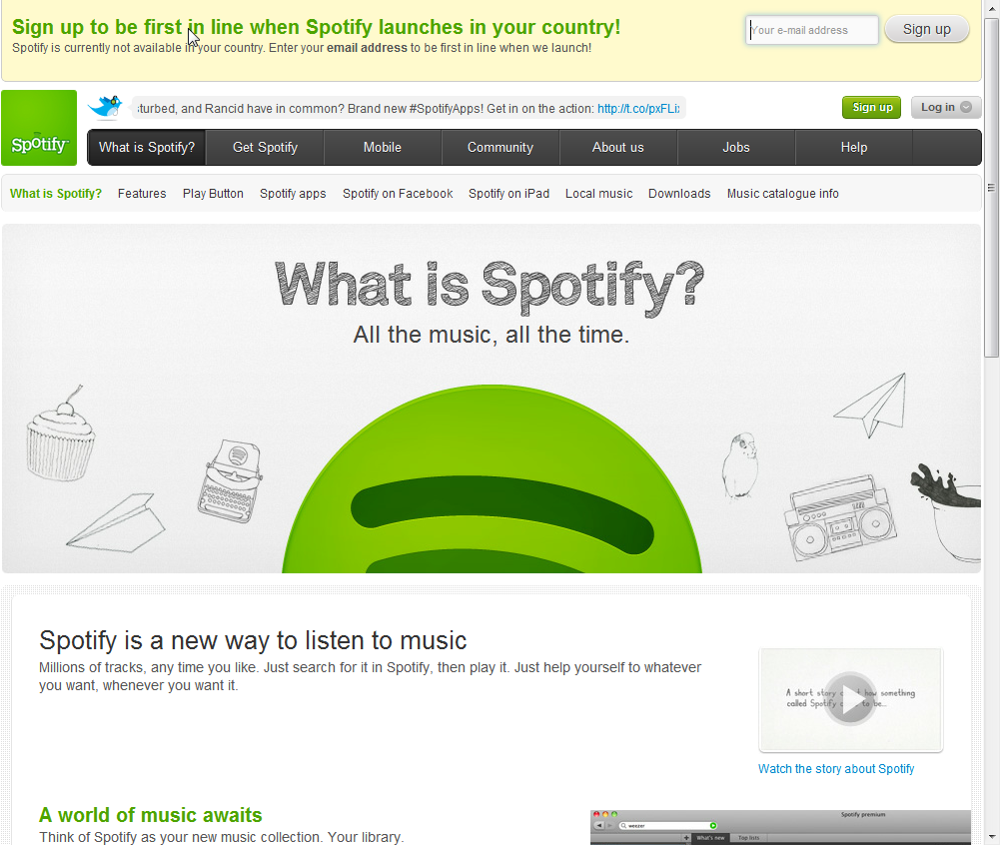 Sign up to be first in line when Spotify launches in your country!
Spotify is currently not available in your country. Enter your email address to be first in line when we launch!
Your e-mail address
Sign up
Spotify
sturbed, and Rancid have in common? Brand new #SpotifyApps! Get in on the action: http://t.co/pxFLi
Sign up
Log in
What is Spotify?
Get Spotify
Mobile
Community
About us
Jobs
Help
What is Spotify?
Features
Play Button
Spotify apps
Spotify on Facebook
Spotify on iPad
Local music
Downloads
Music catalogue info
What is Spotify?
All the music, all the time.
Spotify is a new way to listen to music
Millions of tracks, any time you like. Just search for it in Spotify, then play it. Just help yourself to whatever
you want, whenever you want it.
A short story how something
called Spotify to be...
Watch the story about Spotify
A world of music awaits
Think of Spotify as your new music collection. Your library.
Spotify premium
weezer
What's new
Top lists